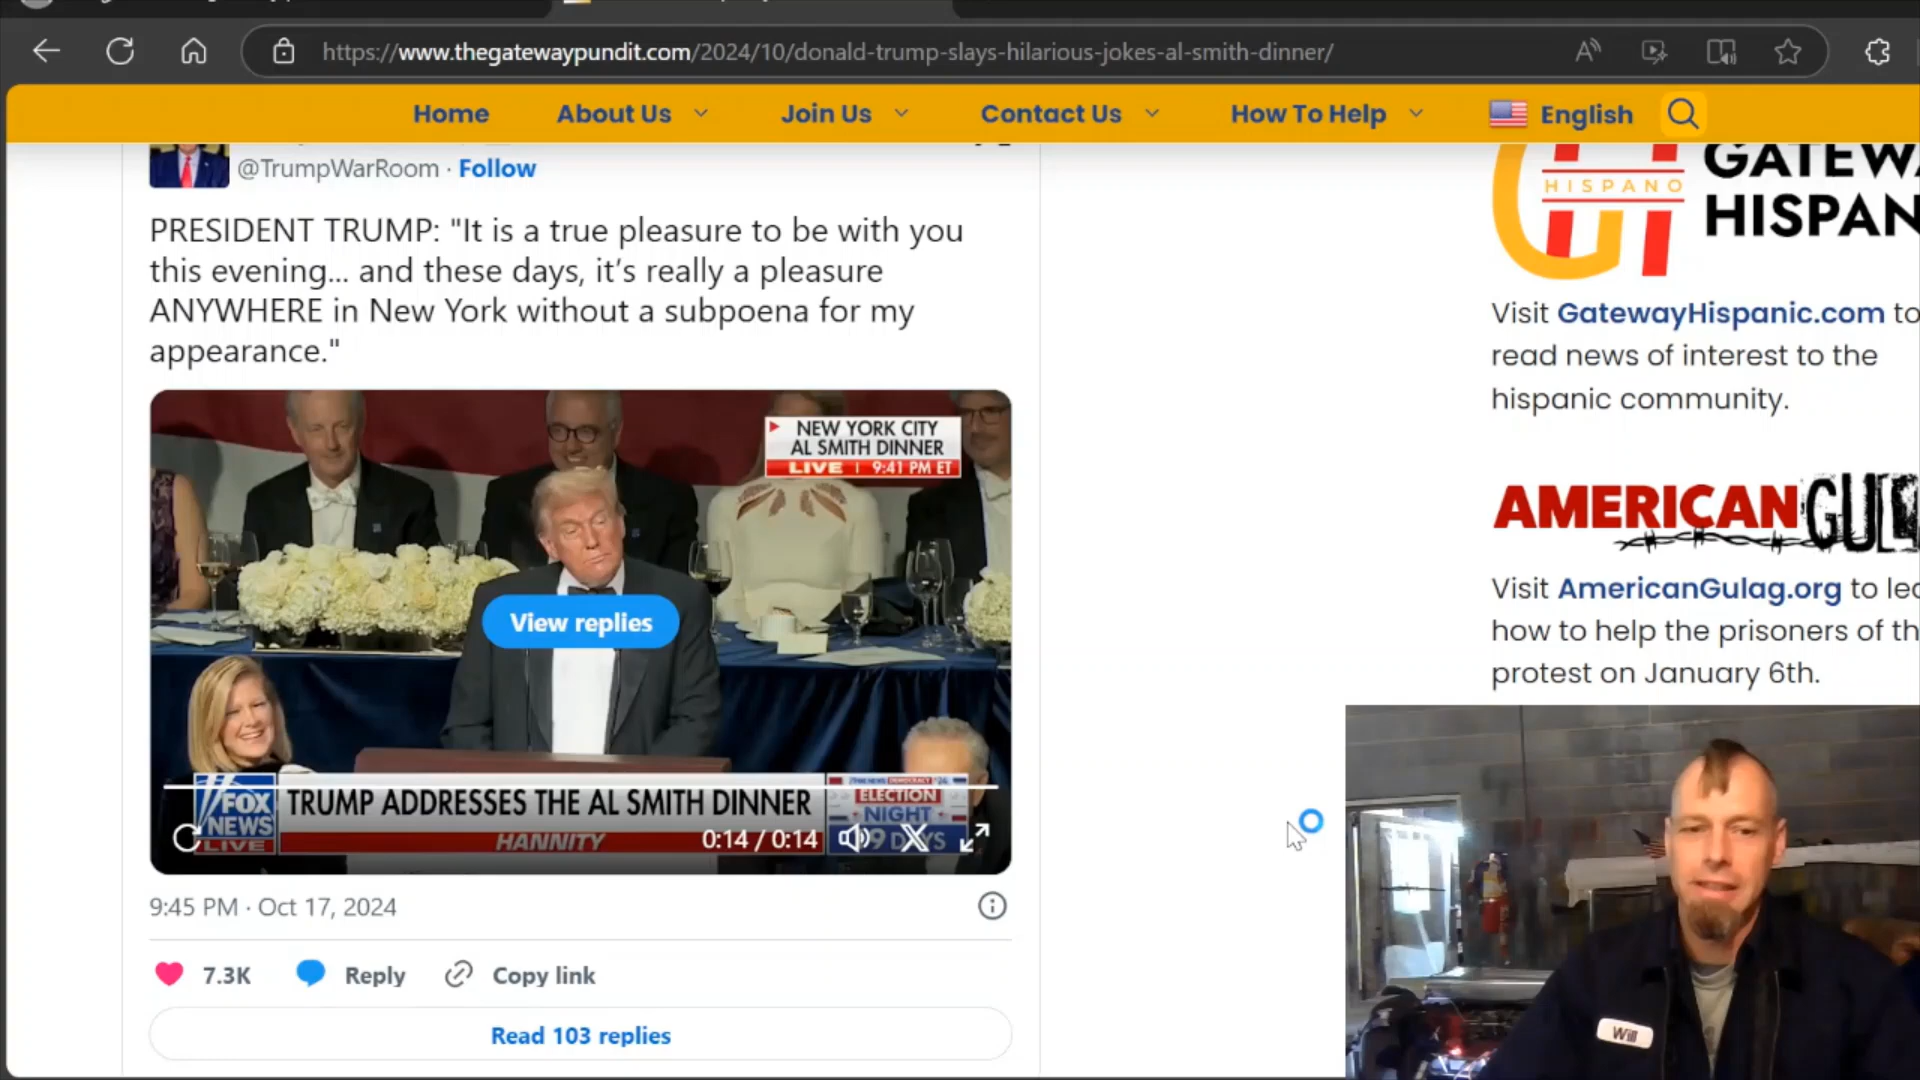 https://www.thegatewaypundit.com/2024/10/donald-trump-slays-hilarious-jokes-al-smith-dinner/
Home About Us Join Us Contact Us How To Help English
@TrumpWarRoom · Follow
PRESIDENT TRUMP: "It is a true pleasure to be with you
this evening... and these days, it's really a pleasure
ANYWHERE in New York without a subpoena for my
appearance."
NEW YORK CITY
AL SMITH DINNER
LIVE | 9:41 PM ET
View replies
FOX
NEWS
LIVE
TRUMP ADDRESSES THE AL SMITH DINNER
HANNITY
ELECTION
NIGHT
0:14 / 0:14
9:45 PM · Oct 17, 2024
7.3K Reply Copy link
Read 103 replies
HISPANO
GATEW
HISPAN
Visit GatewayHispanic.com to
read news of interest to the
hispanic community.
AMERICAN GUL
Visit AmericanGulag.org to
how to help the prisoners of
protest on January 6th.
Will